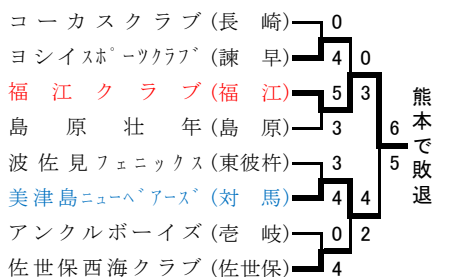 コーカスクラブ(長崎) 0
ヨシイスポーツクラブ(諫早) 4
0
福江クラブ(福江) 5
3
島原壮年(島原) 3
6
熊本で敗退
5
波佐見フェニックス(東彼杵) 3
美津島ニューベアーズ(対馬) 4
4
アンクルボーイズ(壱岐) 0
2
佐世保西海クラブ(佐世保) 4